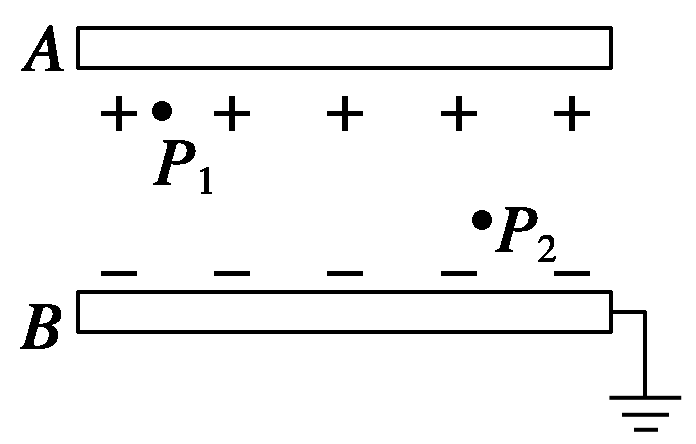 A
+ + + + +
P₁
P₂
− − − − −
B